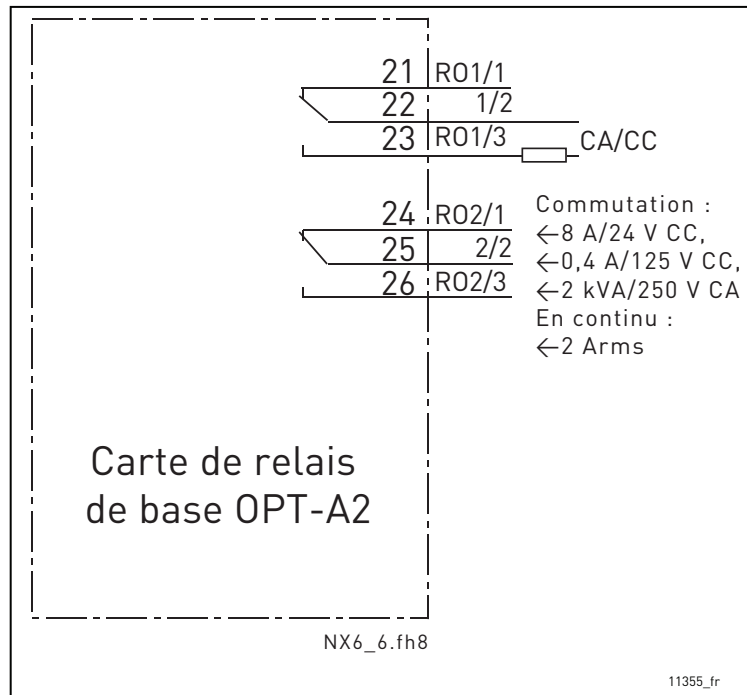 21 RO1/1
22 1/2
23 RO1/3 CA/CC
24 RO2/1
25 2/2
26 RO2/3
Commutation :
←8 A/24 V CC,
←0,4 A/125 V CC,
←2 kVA/250 V CA
En continu :
←2 Arms
Carte de relais
de base OPT-A2
NX6_6.fh8
11355_fr